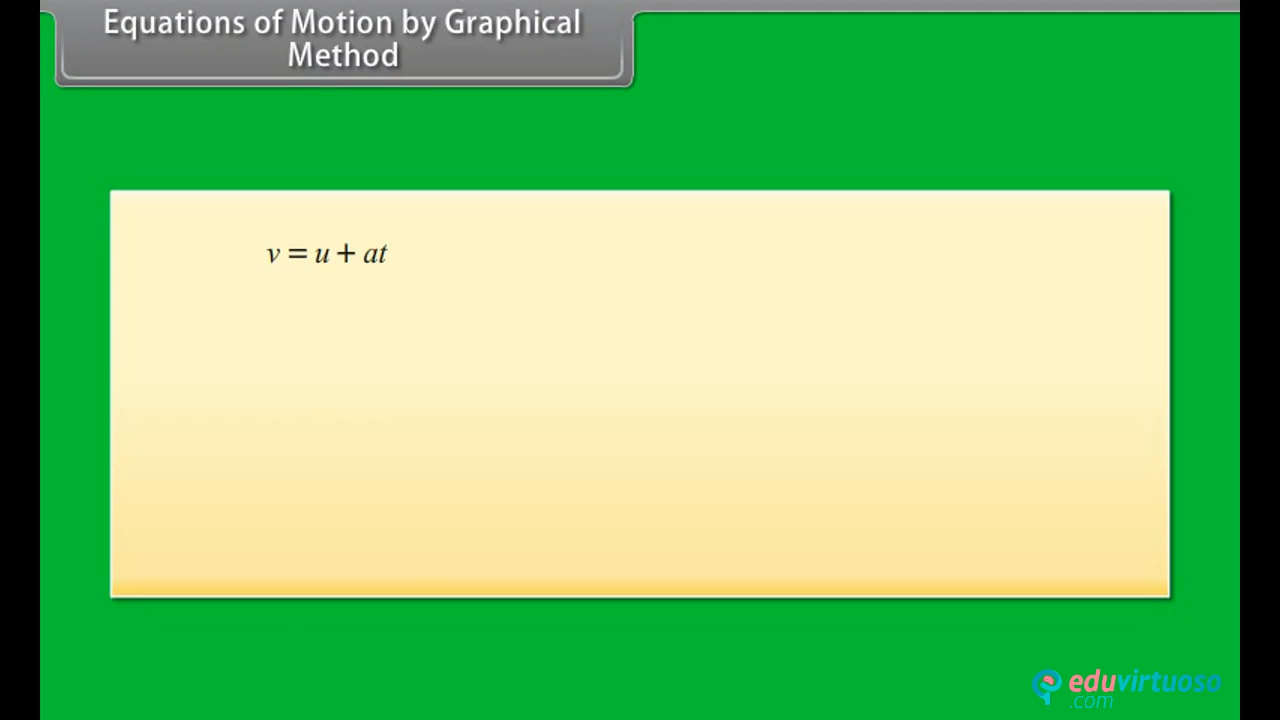 Equations of Motion by Graphical
Method
v = u + at
eduvirtuoso
.com